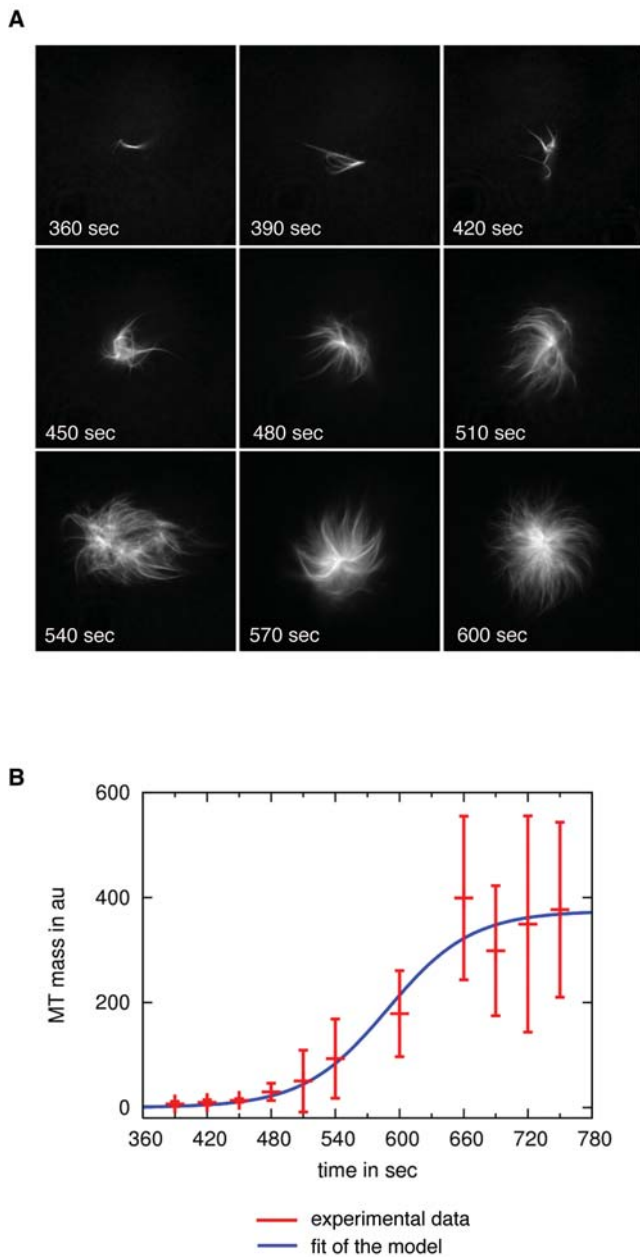 A
360 sec
390 sec
420 sec
450 sec
480 sec
510 sec
540 sec
570 sec
600 sec
B
600
400
200
0
MT mass in au
360 420 480 540 600 660 720 780
time in sec
experimental data
fit of the model